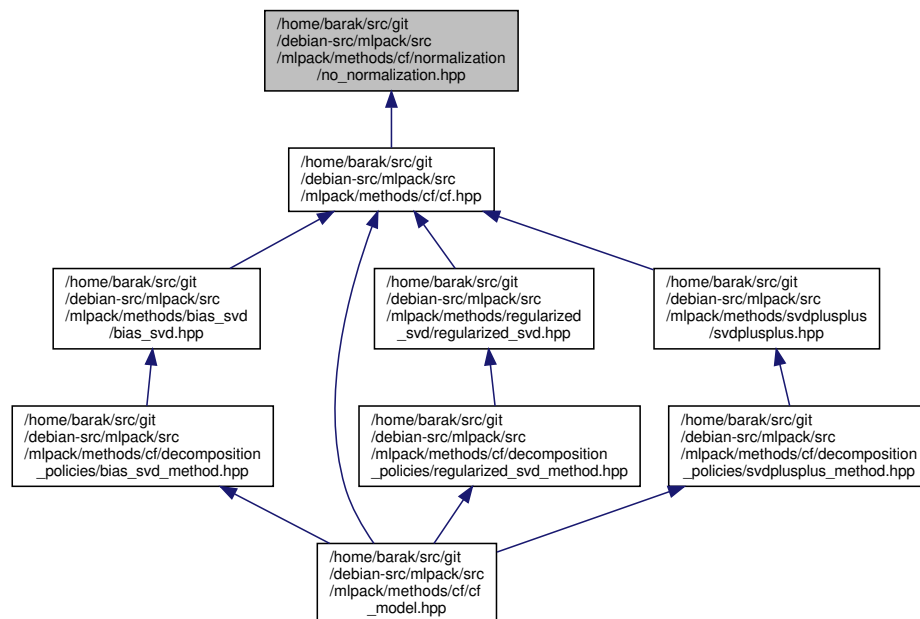 /home/barak/src/git
/debian-src/mlpack/src
/mlpack/methods/cf/normalization
/no_normalization.hpp
/home/barak/src/git
/debian-src/mlpack/src
/mlpack/methods/cf/cf.hpp
/home/barak/src/git
/debian-src/mlpack/src
/mlpack/methods/bias_svd
/bias_svd.hpp
/home/barak/src/git
/debian-src/mlpack/src
/mlpack/methods/regularized
_svd/regularized_svd.hpp
/home/barak/src/git
/debian-src/mlpack/src
/mlpack/methods/svdplusplus
/svdplusplus.hpp
/home/barak/src/git
/debian-src/mlpack/src
/mlpack/methods/cf/decomposition
_policies/bias_svd_method.hpp
/home/barak/src/git
/debian-src/mlpack/src
/mlpack/methods/cf/decomposition
_policies/regularized_svd_method.hpp
/home/barak/src/git
/debian-src/mlpack/src
/mlpack/methods/cf/decomposition
_policies/svdplusplus_method.hpp
/home/barak/src/git
/debian-src/mlpack/src
/mlpack/methods/cf/cf
_model.hpp